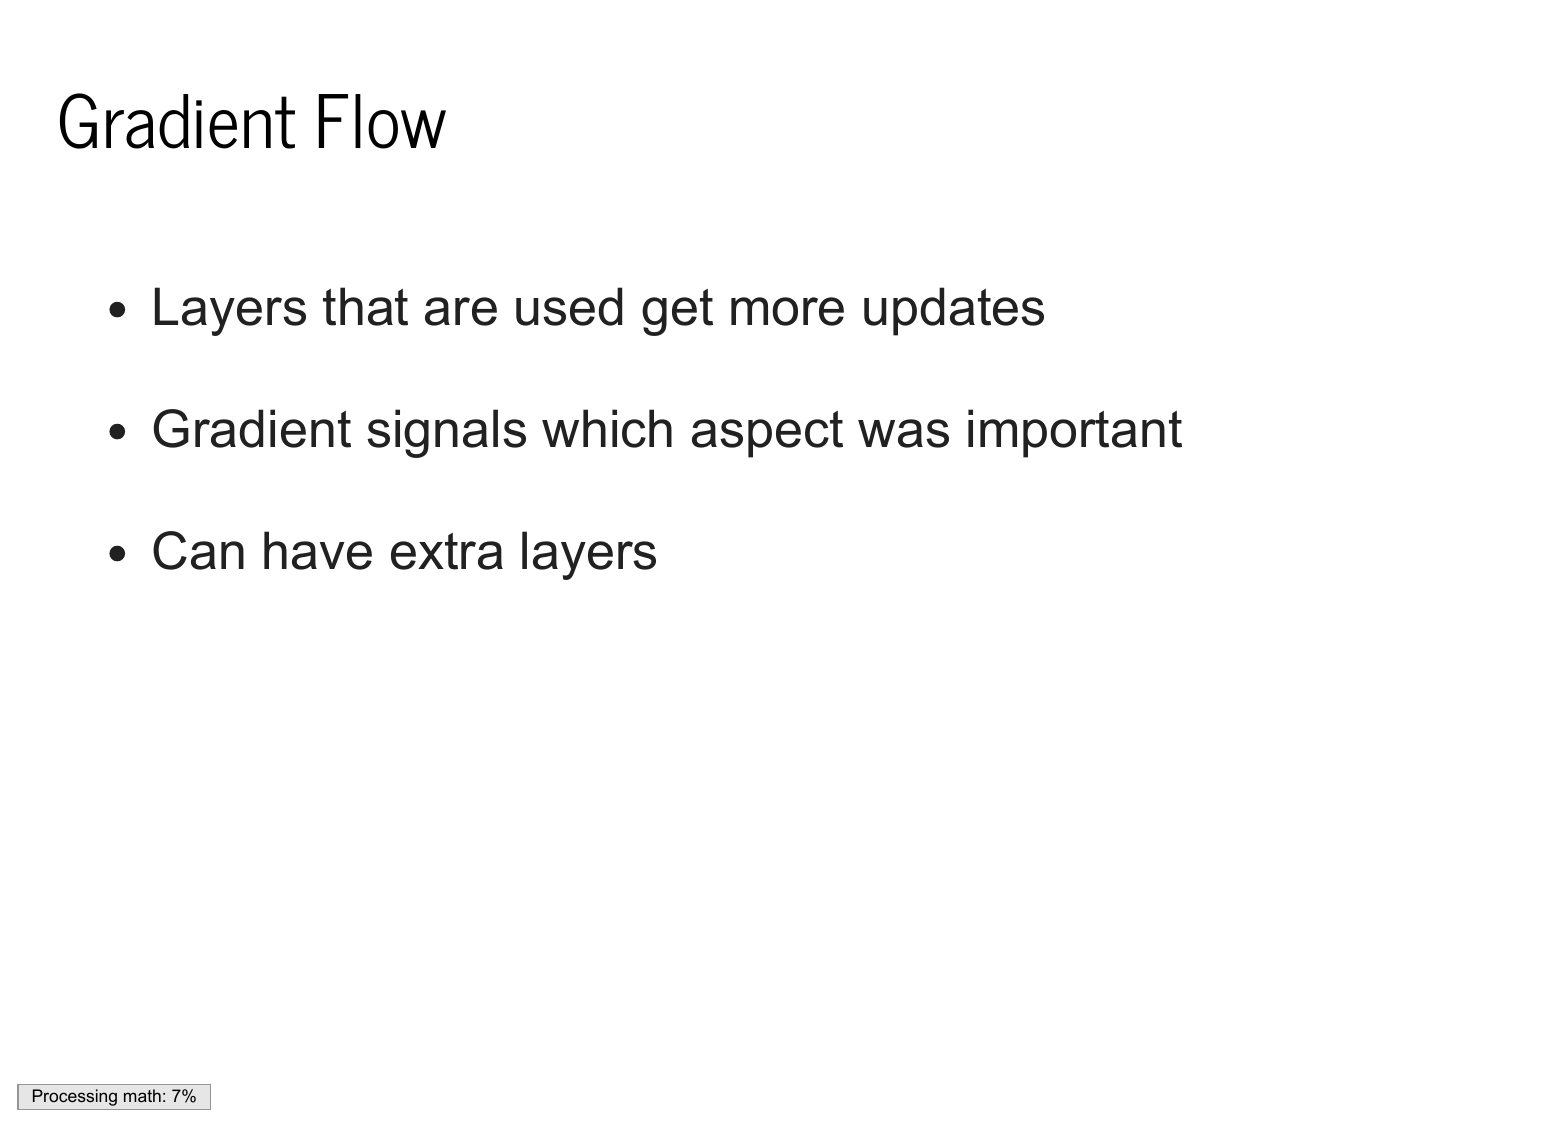 Gradient Flow
• Layers that are used get more updates
• Gradient signals which aspect was important
• Can have extra layers
Processing math: 7%